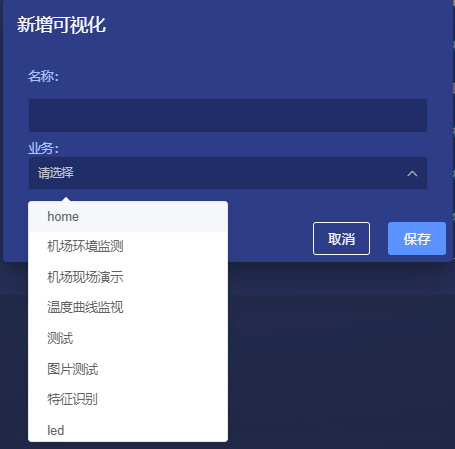 新增可视化
名称:
业务:
请选择
home
机场环境监测
机场现场演示
温度曲线监视
测试
图片测试
特征识别
led
取消
保存